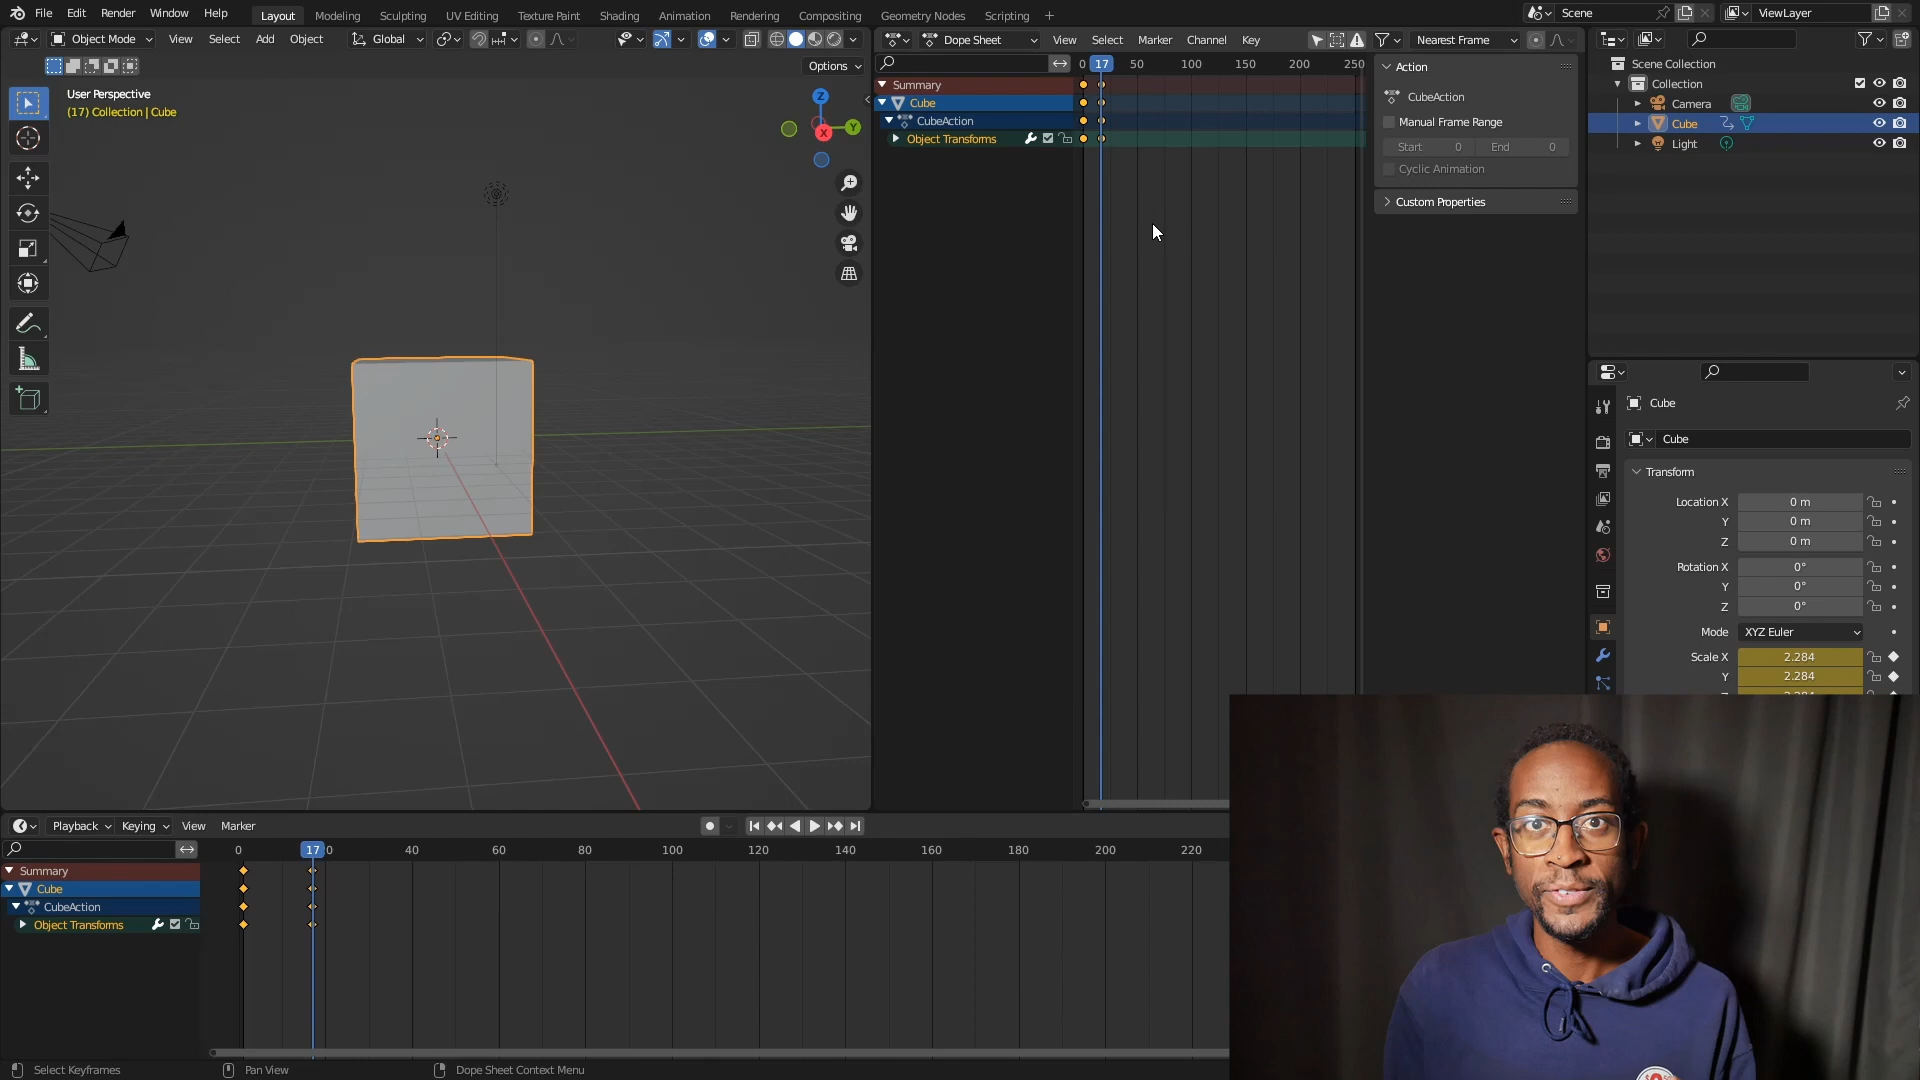 File Edit Render Window Help Layout Modeling Sculpting UV Editing Texture Paint Shading Animation Rendering Compositing Geometry Nodes Scripting + Scene ViewLayer
Object Mode View Select Add Object Global
Dope Sheet View Select Marker Channel Key Nearest Frame
Options
0 17 50 100 150 200 250
User Perspective
(17) Collection | Cube
Z
Y
X
Summary
Cube
CubeAction
Object Transforms
Action
CubeAction
Manual Frame Range
Start 0 End 0
Cyclic Animation
Custom Properties
Scene Collection
Collection
Camera
Cube
Light
Cube
Cube
Transform
Location X 0 m
Y 0 m
Z 0 m
Rotation X 0°
Y 0°
Z 0°
Mode XYZ Euler
Scale X 2.284
Y 2.284
Playback Keying View Marker
0 17 40 60 80 100 120 140 160 180 200 220
Summary
Cube
CubeAction
Object Transforms
Select Keyframes Pan View Dope Sheet Context Menu